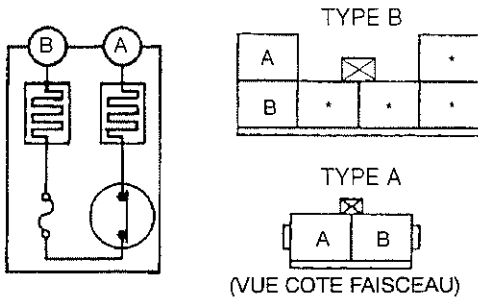 B A
TYPE B
A *
B * * *
TYPE A
A B
(VUE COTE FAISCEAU)